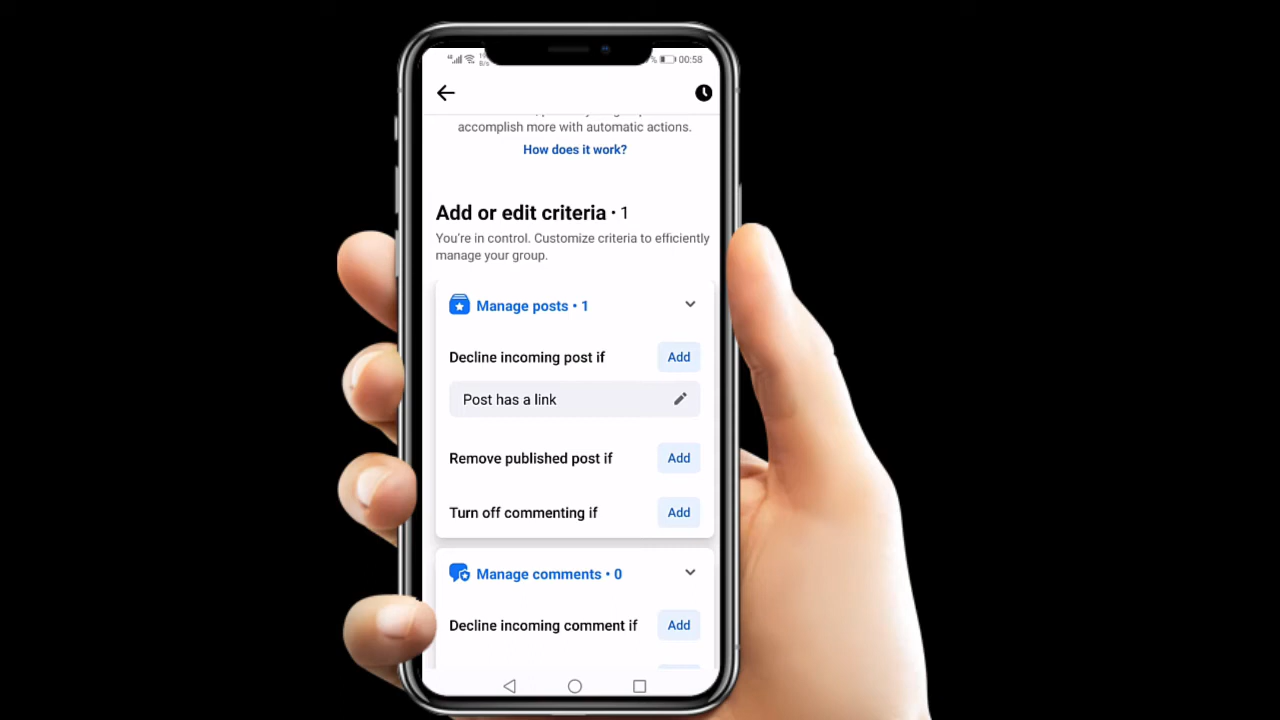 00:58
accomplish more with automatic actions.
How does it work?
Add or edit criteria • 1
You're in control. Customize criteria to efficiently
manage your group.
Manage posts • 1
Decline incoming post if
Add
Post has a link
Remove published post if
Add
Turn off commenting if
Add
Manage comments • 0
Decline incoming comment if
Add